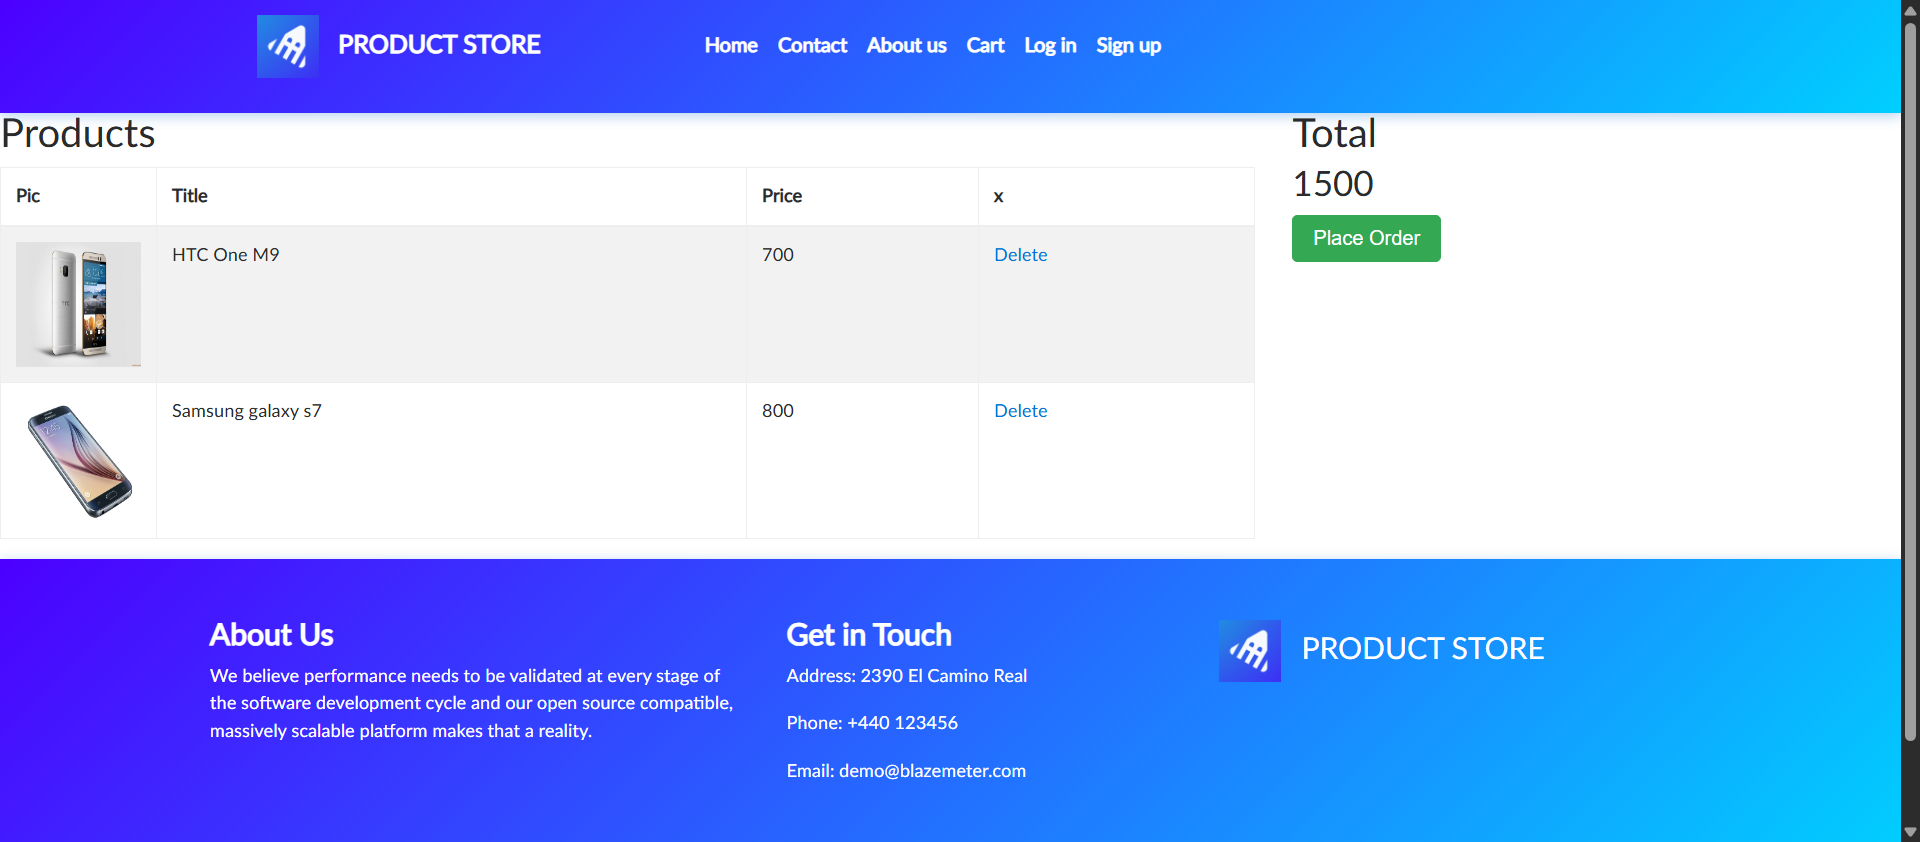 PRODUCT STORE
Home Contact About us Cart Log in Sign up
Products
Total
1500
Place Order
Pic Title Price x
HTC One M9 700 Delete
Samsung galaxy s7 800 Delete
About Us
We believe performance needs to be validated at every stage of
the software development cycle and our open source compatible,
massively scalable platform makes that a reality.
Get in Touch
Address: 2390 El Camino Real
Phone: +440 123456
Email: demo@blazemeter.com
PRODUCT STORE